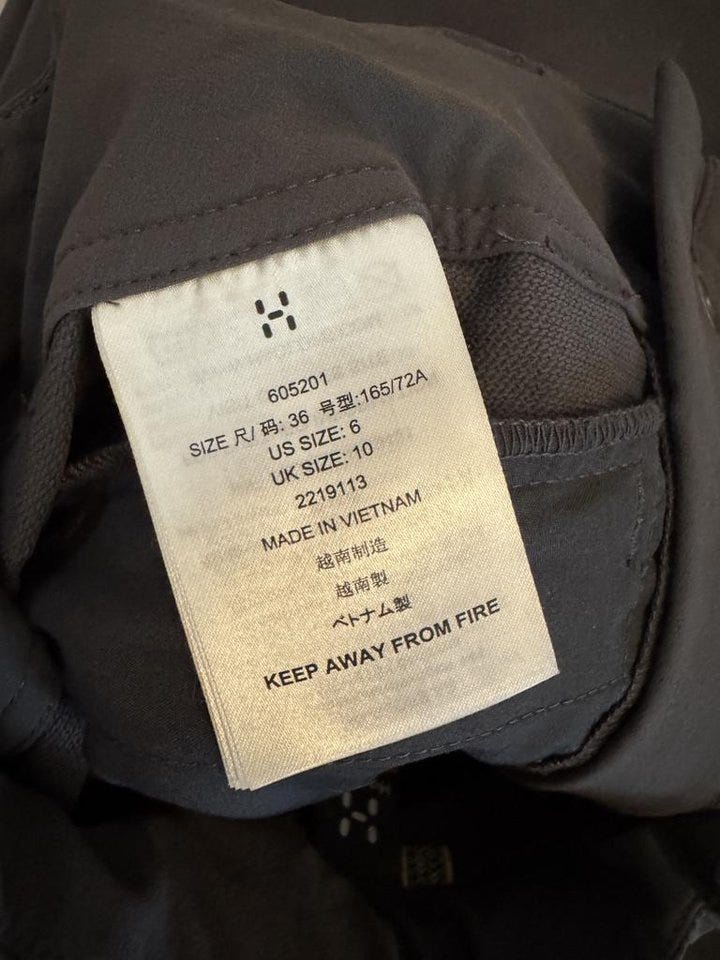 605201
SIZE 尺/ 码: 36 号型:165/72A
US SIZE: 6
UK SIZE: 10
2219113
MADE IN VIETNAM
越南制造
越南製
ベトナム製
KEEP AWAY FROM FIRE